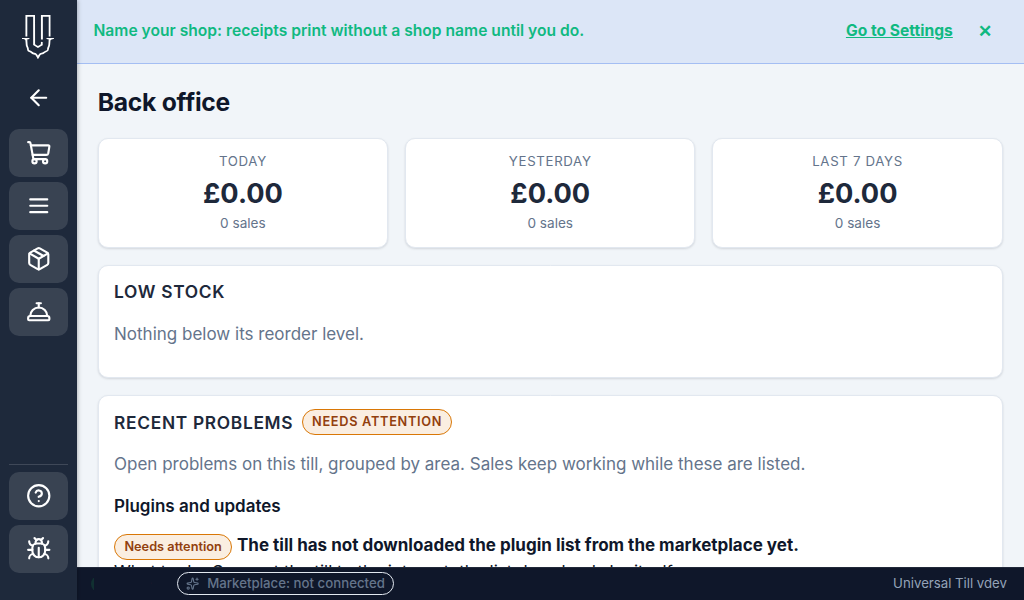 Name your shop: receipts print without a shop name until you do.
Go to Settings
Back office
TODAY
£0.00
0 sales
YESTERDAY
£0.00
0 sales
LAST 7 DAYS
£0.00
0 sales
LOW STOCK
Nothing below its reorder level.
RECENT PROBLEMS NEEDS ATTENTION
Open problems on this till, grouped by area. Sales keep working while these are listed.
Plugins and updates
Needs attention The till has not downloaded the plugin list from the marketplace yet.
Marketplace: not connected
Universal Till vdev